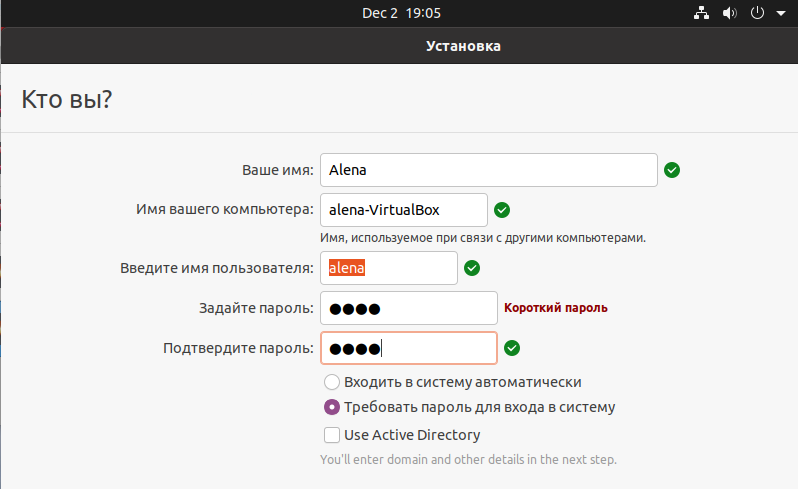 Dec 2 19:05
Установка
Кто вы?
Ваше имя: Alena
Имя вашего компьютера: alena-VirtualBox
Имя, используемое при связи с другими компьютерами.
Введите имя пользователя: alena
Задайте пароль: ●●●● Короткий пароль
Подтвердите пароль: ●●●●
Входить в систему автоматически
Требовать пароль для входа в систему
Use Active Directory
You'll enter domain and other details in the next step.